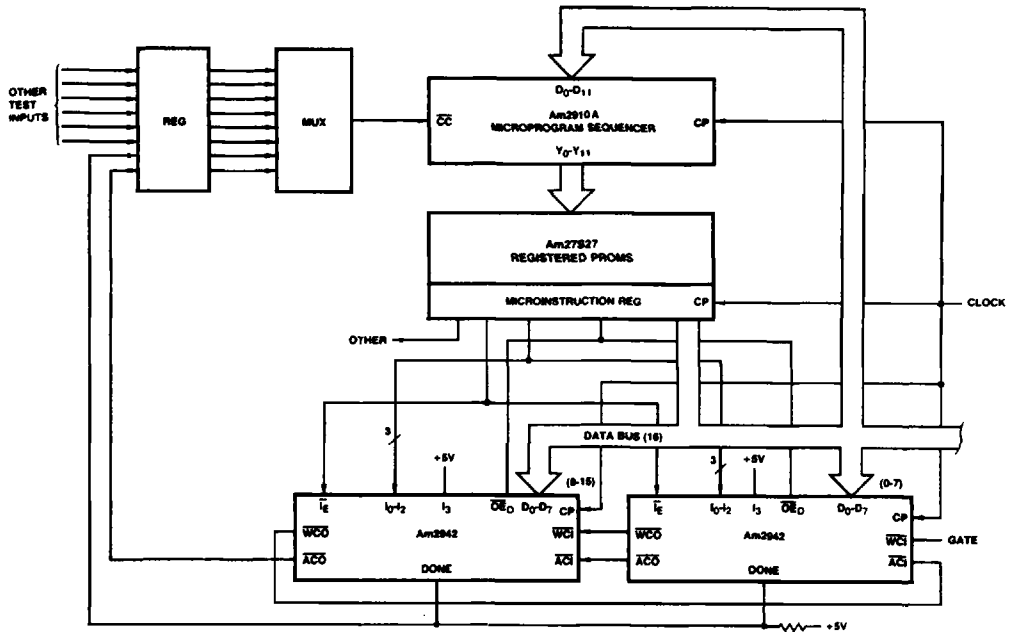 OTHER
TEST
INPUTS
REG
MUX
D0-D11
Am2910A
MICROPROGRAM SEQUENCER
CC
CP
Y0-Y11
Am27S27
REGISTERED PROMS
MICROINSTRUCTION REG
CP
CLOCK
OTHER
DATA BUS (16)
3
+5V
(8-15)
3
+5V
(0-7)
IE
I0-I2
I3
OED
D0-D7
CP
WCO
Am2942
WCI
ACO
ACI
DONE
IE
I0-I2
I3
OED
D0-D7
CP
WCO
Am2942
WCI
GATE
ACO
ACI
DONE
+5V